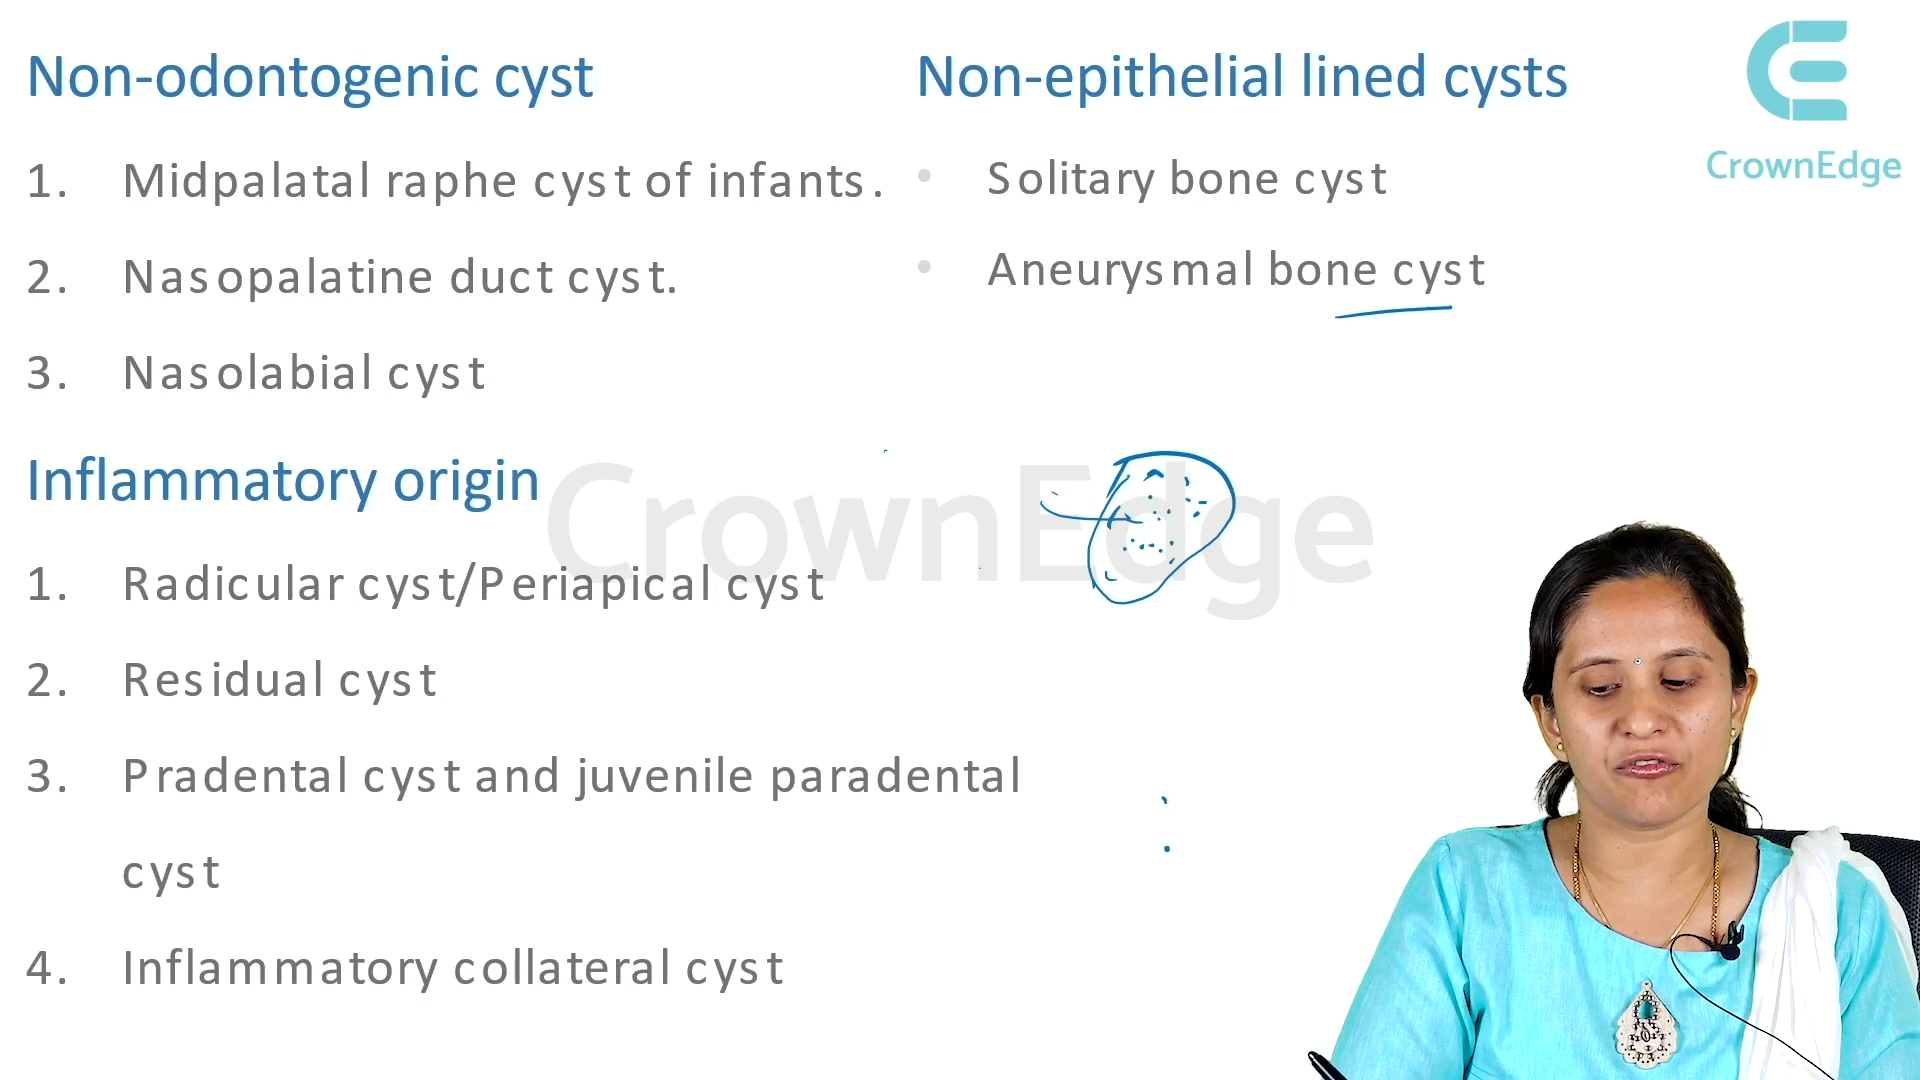 Non-odontogenic cyst
1. Midpalatal raphe cyst of infants.
2. Nasopalatine duct cyst.
3. Nasolabial cyst
Inflammatory origin
1. Radicular cyst/Periapical cyst
2. Residual cyst
3. Pradental cyst and juvenile paradental
cyst
4. Inflammatory collateral cyst
Non-epithelial lined cysts
• Solitary bone cyst
• Aneurysmal bone cyst
CrownEdge
CrownEdge